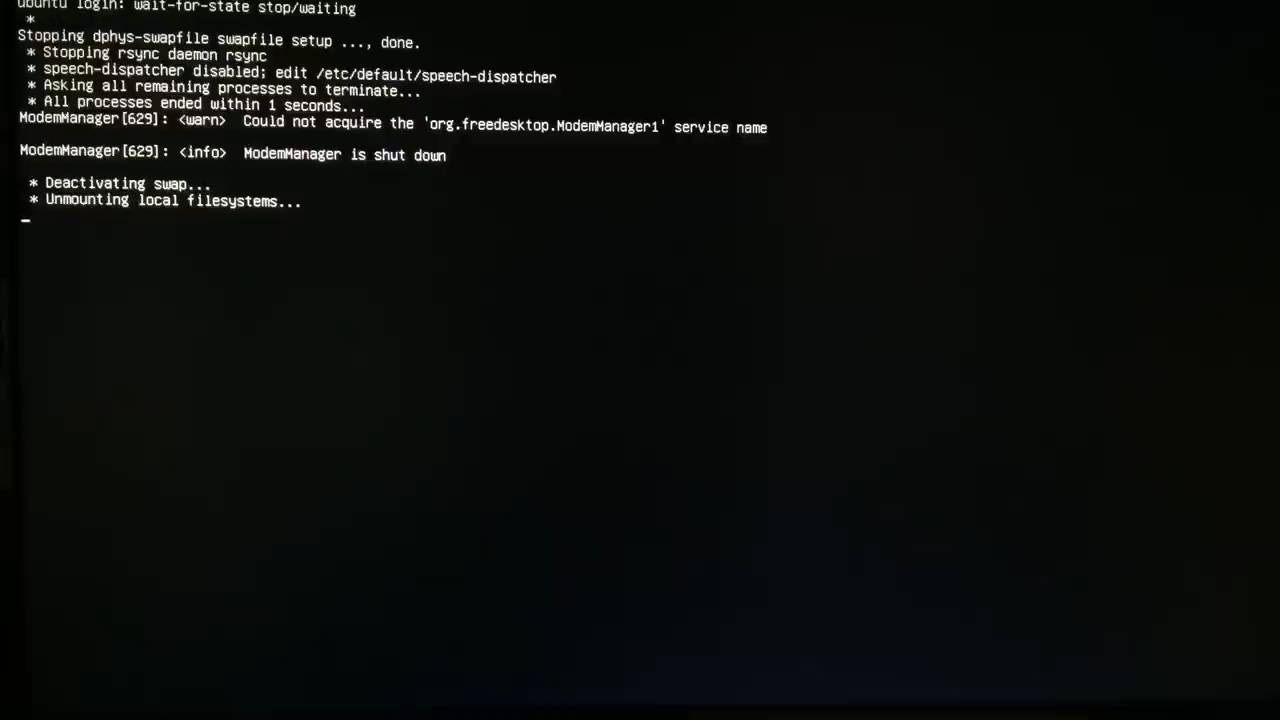 ubuntu login: wait-for-state stop/waiting
 *
Stopping dphys-swapfile swapfile setup ..., done.
 * Stopping rsync daemon rsync
 * speech-dispatcher disabled; edit /etc/default/speech-dispatcher
 * Asking all remaining processes to terminate...
 * All processes ended within 1 seconds...
ModemManager[629]: <warn>  Could not acquire the 'org.freedesktop.ModemManager1' service name
ModemManager[629]: <info>  ModemManager is shut down
 * Deactivating swap...
 * Unmounting local filesystems...